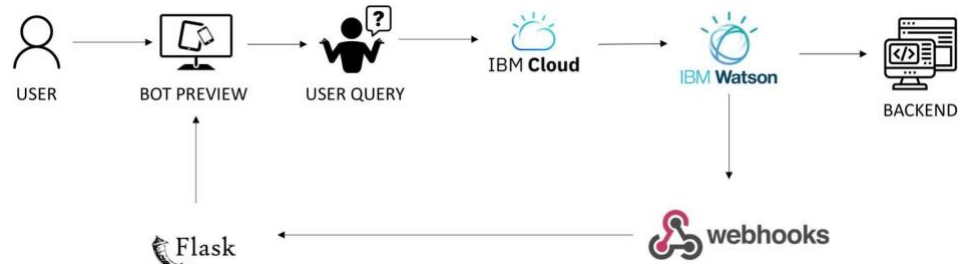 ?
IBM Cloud
</>
USER
BOT PREVIEW
USER QUERY
IBM Watson
BACKEND
Flask
webhooks